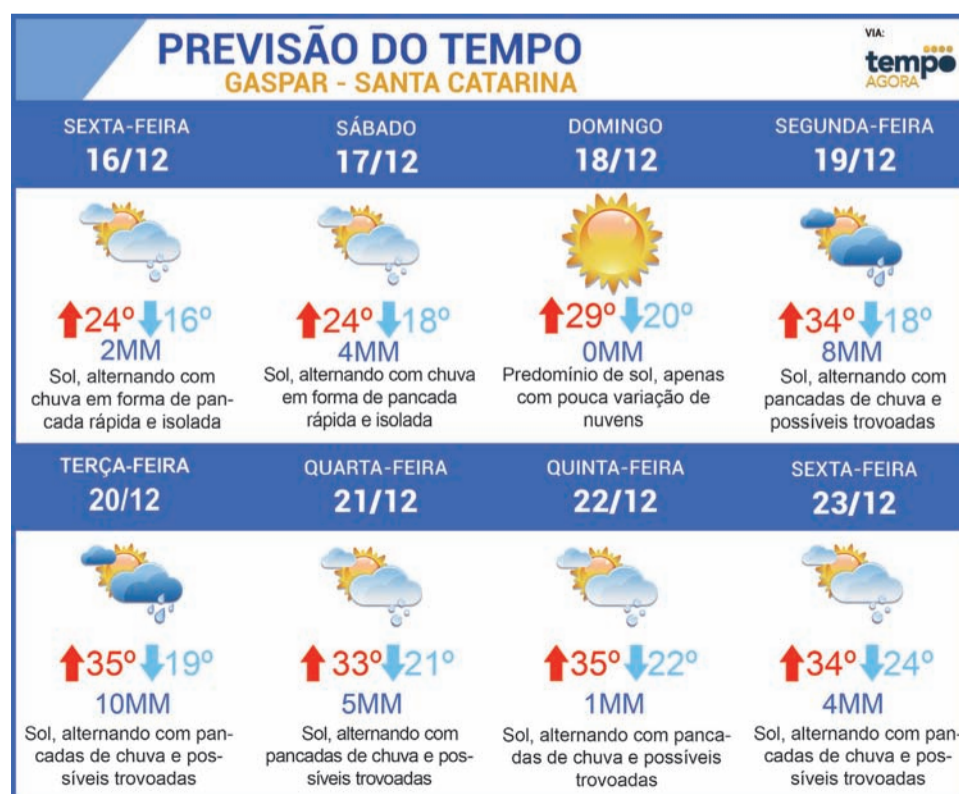 PREVISÃO DO TEMPO
GASPAR - SANTA CATARINA
VIA:
tempo
AGORA
SEXTA-FEIRA
16/12
24º 16º
2MM
Sol, alternando com
chuva em forma de pan-
cada rápida e isolada
SÁBADO
17/12
24º 18º
4MM
Sol, alternando com chuva
em forma de pancada
rápida e isolada
DOMINGO
18/12
29º 20º
0MM
Predomínio de sol, apenas
com pouca variação de
nuvens
SEGUNDA-FEIRA
19/12
34º 18º
8MM
Sol, alternando com
pancadas de chuva e
possíveis trovoadas
TERÇA-FEIRA
20/12
35º 19º
10MM
Sol, alternando com pan-
cadas de chuva e pos-
síveis trovoadas
QUARTA-FEIRA
21/12
33º 21º
5MM
Sol, alternando com
pancadas de chuva e pos-
síveis trovoadas
QUINTA-FEIRA
22/12
35º 22º
1MM
Sol, alternando com panca-
das de chuva e possíveis
trovoadas
SEXTA-FEIRA
23/12
34º 24º
4MM
Sol, alternando com pan-
cadas de chuva e pos-
síveis trovoadas